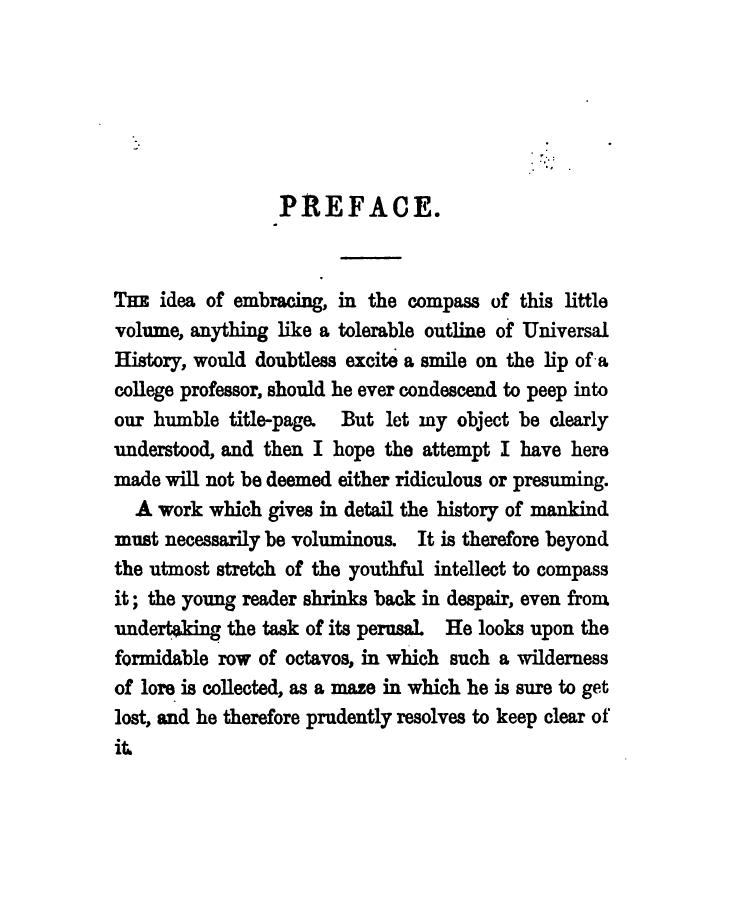 PREFACE.
THE idea of embracing, in the compass of this little
volume, anything like a tolerable outline of Universal
History, would doubtless excite a smile on the lip of a
college professor, should he ever condescend to peep into
our humble title-page. But let my object be clearly
understood, and then I hope the attempt I have here
made will not be deemed either ridiculous or presuming.
A work which gives in detail the history of mankind
must necessarily be voluminous. It is therefore beyond
the utmost stretch of the youthful intellect to compass
it; the young reader shrinks back in despair, even from
undertaking the task of its perusal. He looks upon the
formidable row of octavos, in which such a wilderness
of lore is collected, as a maze in which he is sure to get
lost, and he therefore prudently resolves to keep clear of
it.